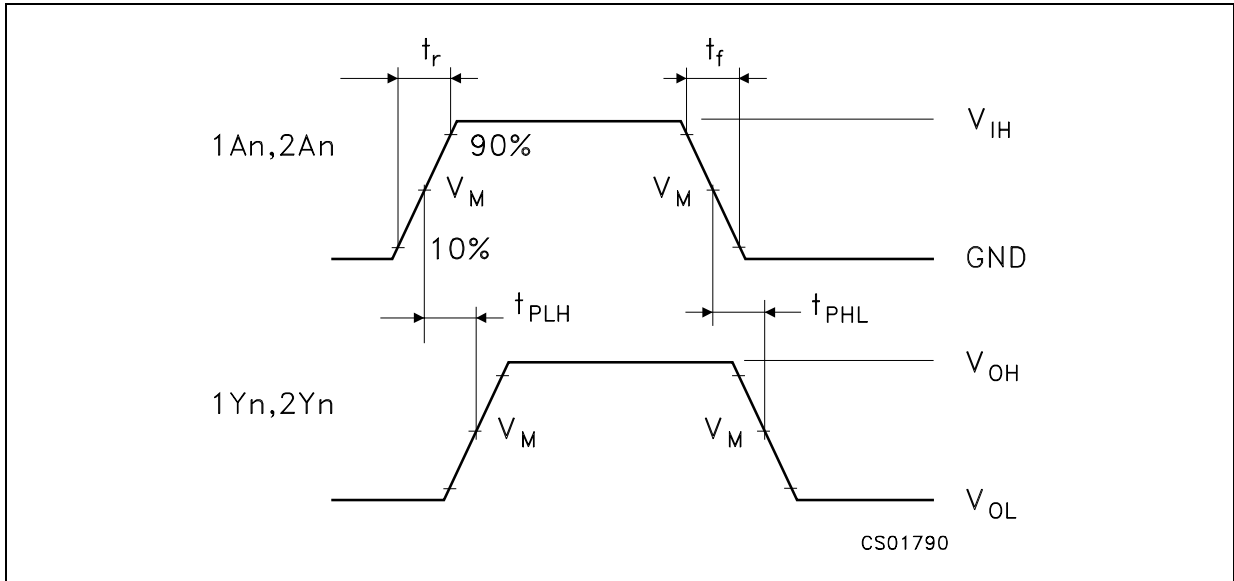 tr
tf
1An,2An
90%
VIH
VM
VM
10%
GND
tPLH
tPHL
1Yn,2Yn
VOH
VM
VM
VOL
CS01790